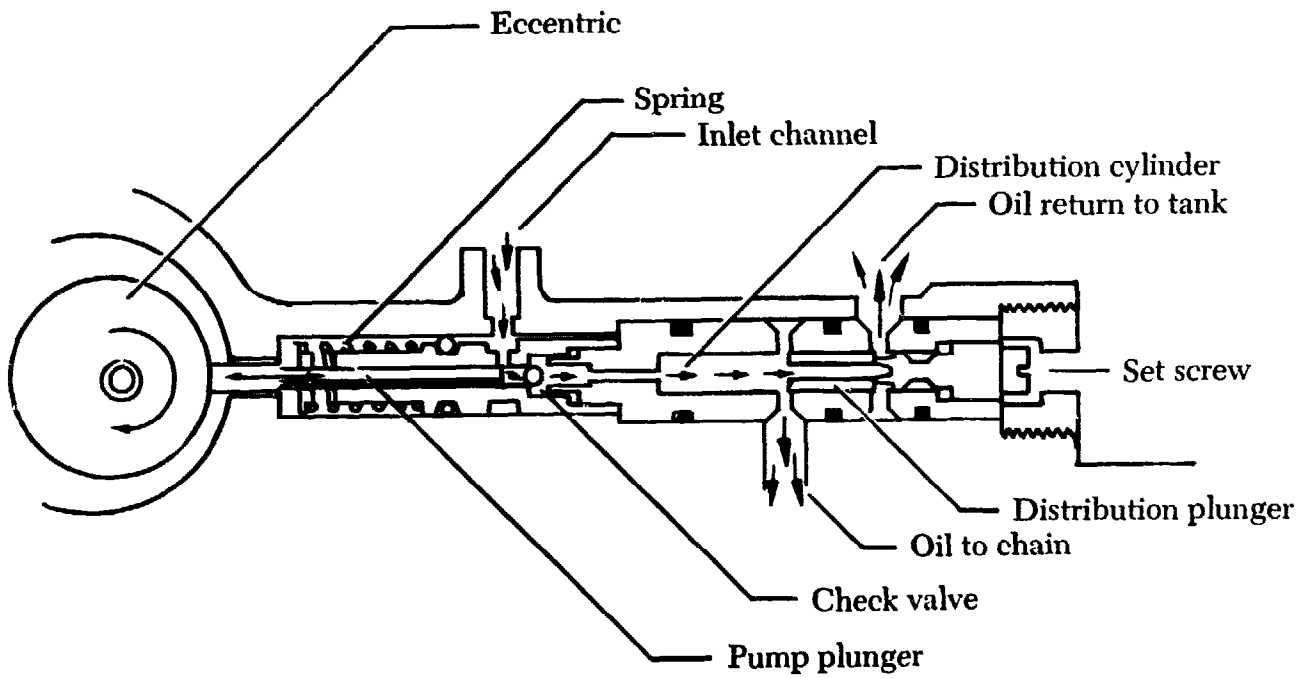 Eccentric
Spring
Inlet channel
Distribution cylinder
Oil return to tank
Set screw
Distribution plunger
Oil to chain
Check valve
Pump plunger